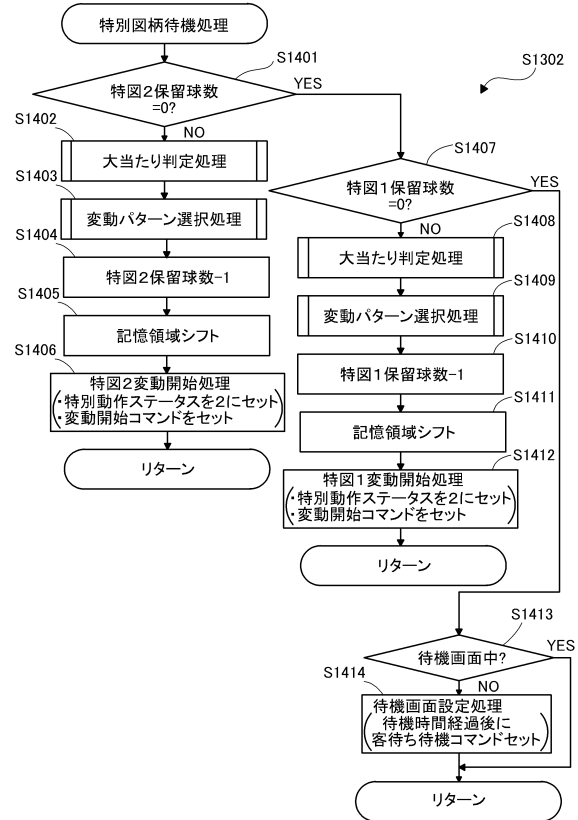 特別図柄待機処理
S1401
S1302
特図2保留球数
=0?
YES
NO
S1402
大当たり判定処理
S1403
変動パターン選択処理
S1404
特図2保留球数-1
S1405
記憶領域シフト
S1406
特図2変動開始処理
・特別動作ステータスを2にセット
・変動開始コマンドをセット
リターン
S1407
特図1保留球数
=0?
YES
NO
S1408
大当たり判定処理
S1409
変動パターン選択処理
S1410
特図1保留球数-1
S1411
記憶領域シフト
S1412
特図1変動開始処理
・特別動作ステータスを2にセット
・変動開始コマンドをセット
リターン
S1413
待機画面中?
YES
NO
S1414
待機画面設定処理
待機時間経過後に
客待ち待機コマンドセット
リターン